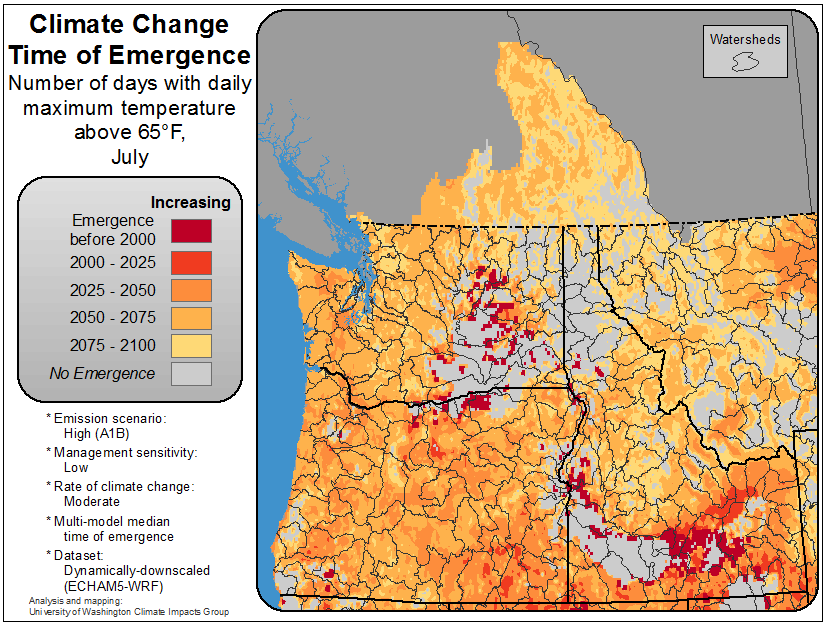 Climate Change
Time of Emergence
Number of days with daily
maximum temperature
above 65°F,
July
Increasing
Emergence
before 2000
2000 - 2025
2025 - 2050
2050 - 2075
2075 - 2100
No Emergence
* Emission scenario:
High (A1B)
* Management sensitivity:
Low
* Rate of climate change:
Moderate
* Multi-model median
time of emergence
* Dataset:
Dynamically-downscaled
(ECHAM5-WRF)
Analysis and mapping:
University of Washington Climate Impacts Group
Watersheds